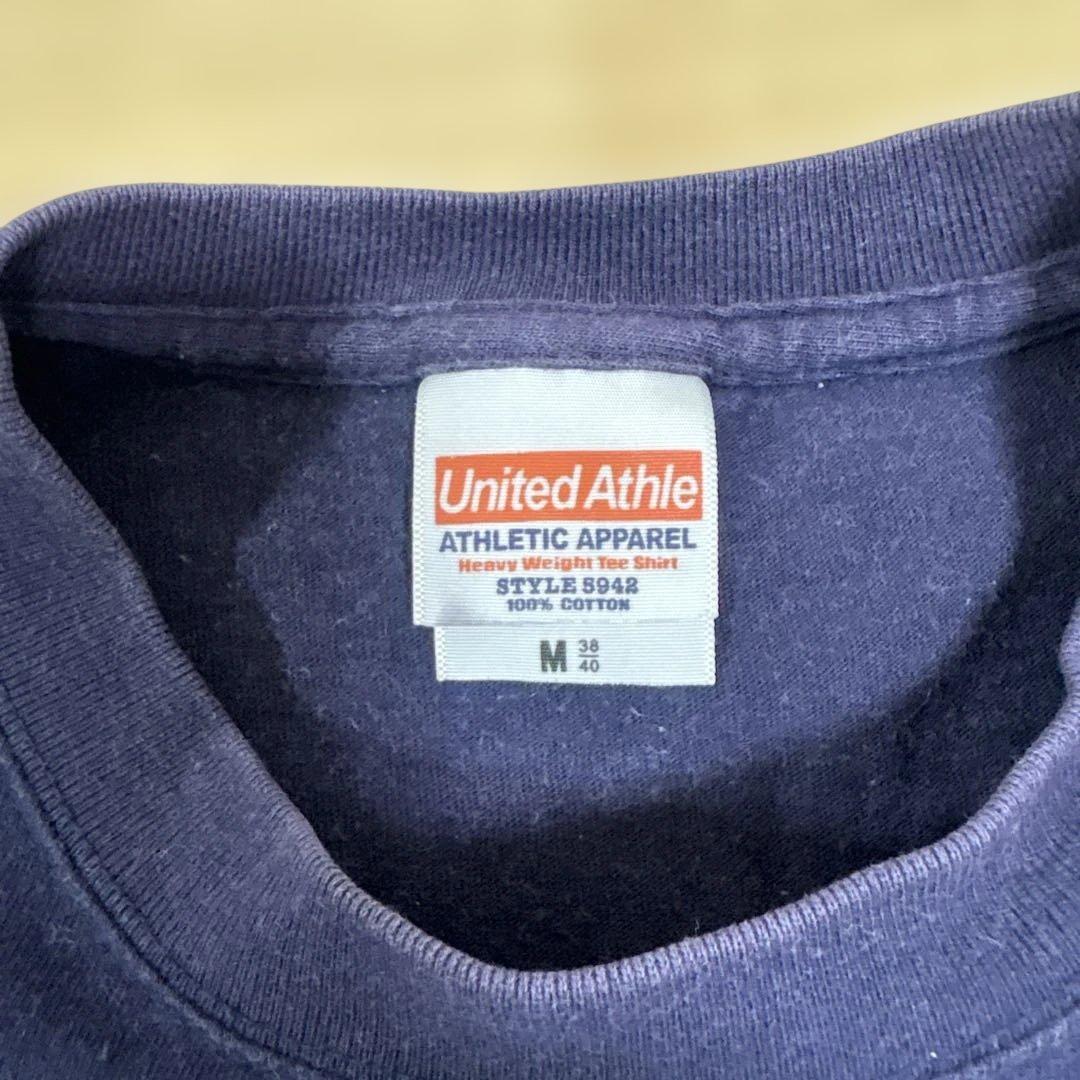 United Athle
ATHLETIC APPAREL
Heavy Weight Tee Shirt
STYLE 5942
100% COTTON
M 38
40